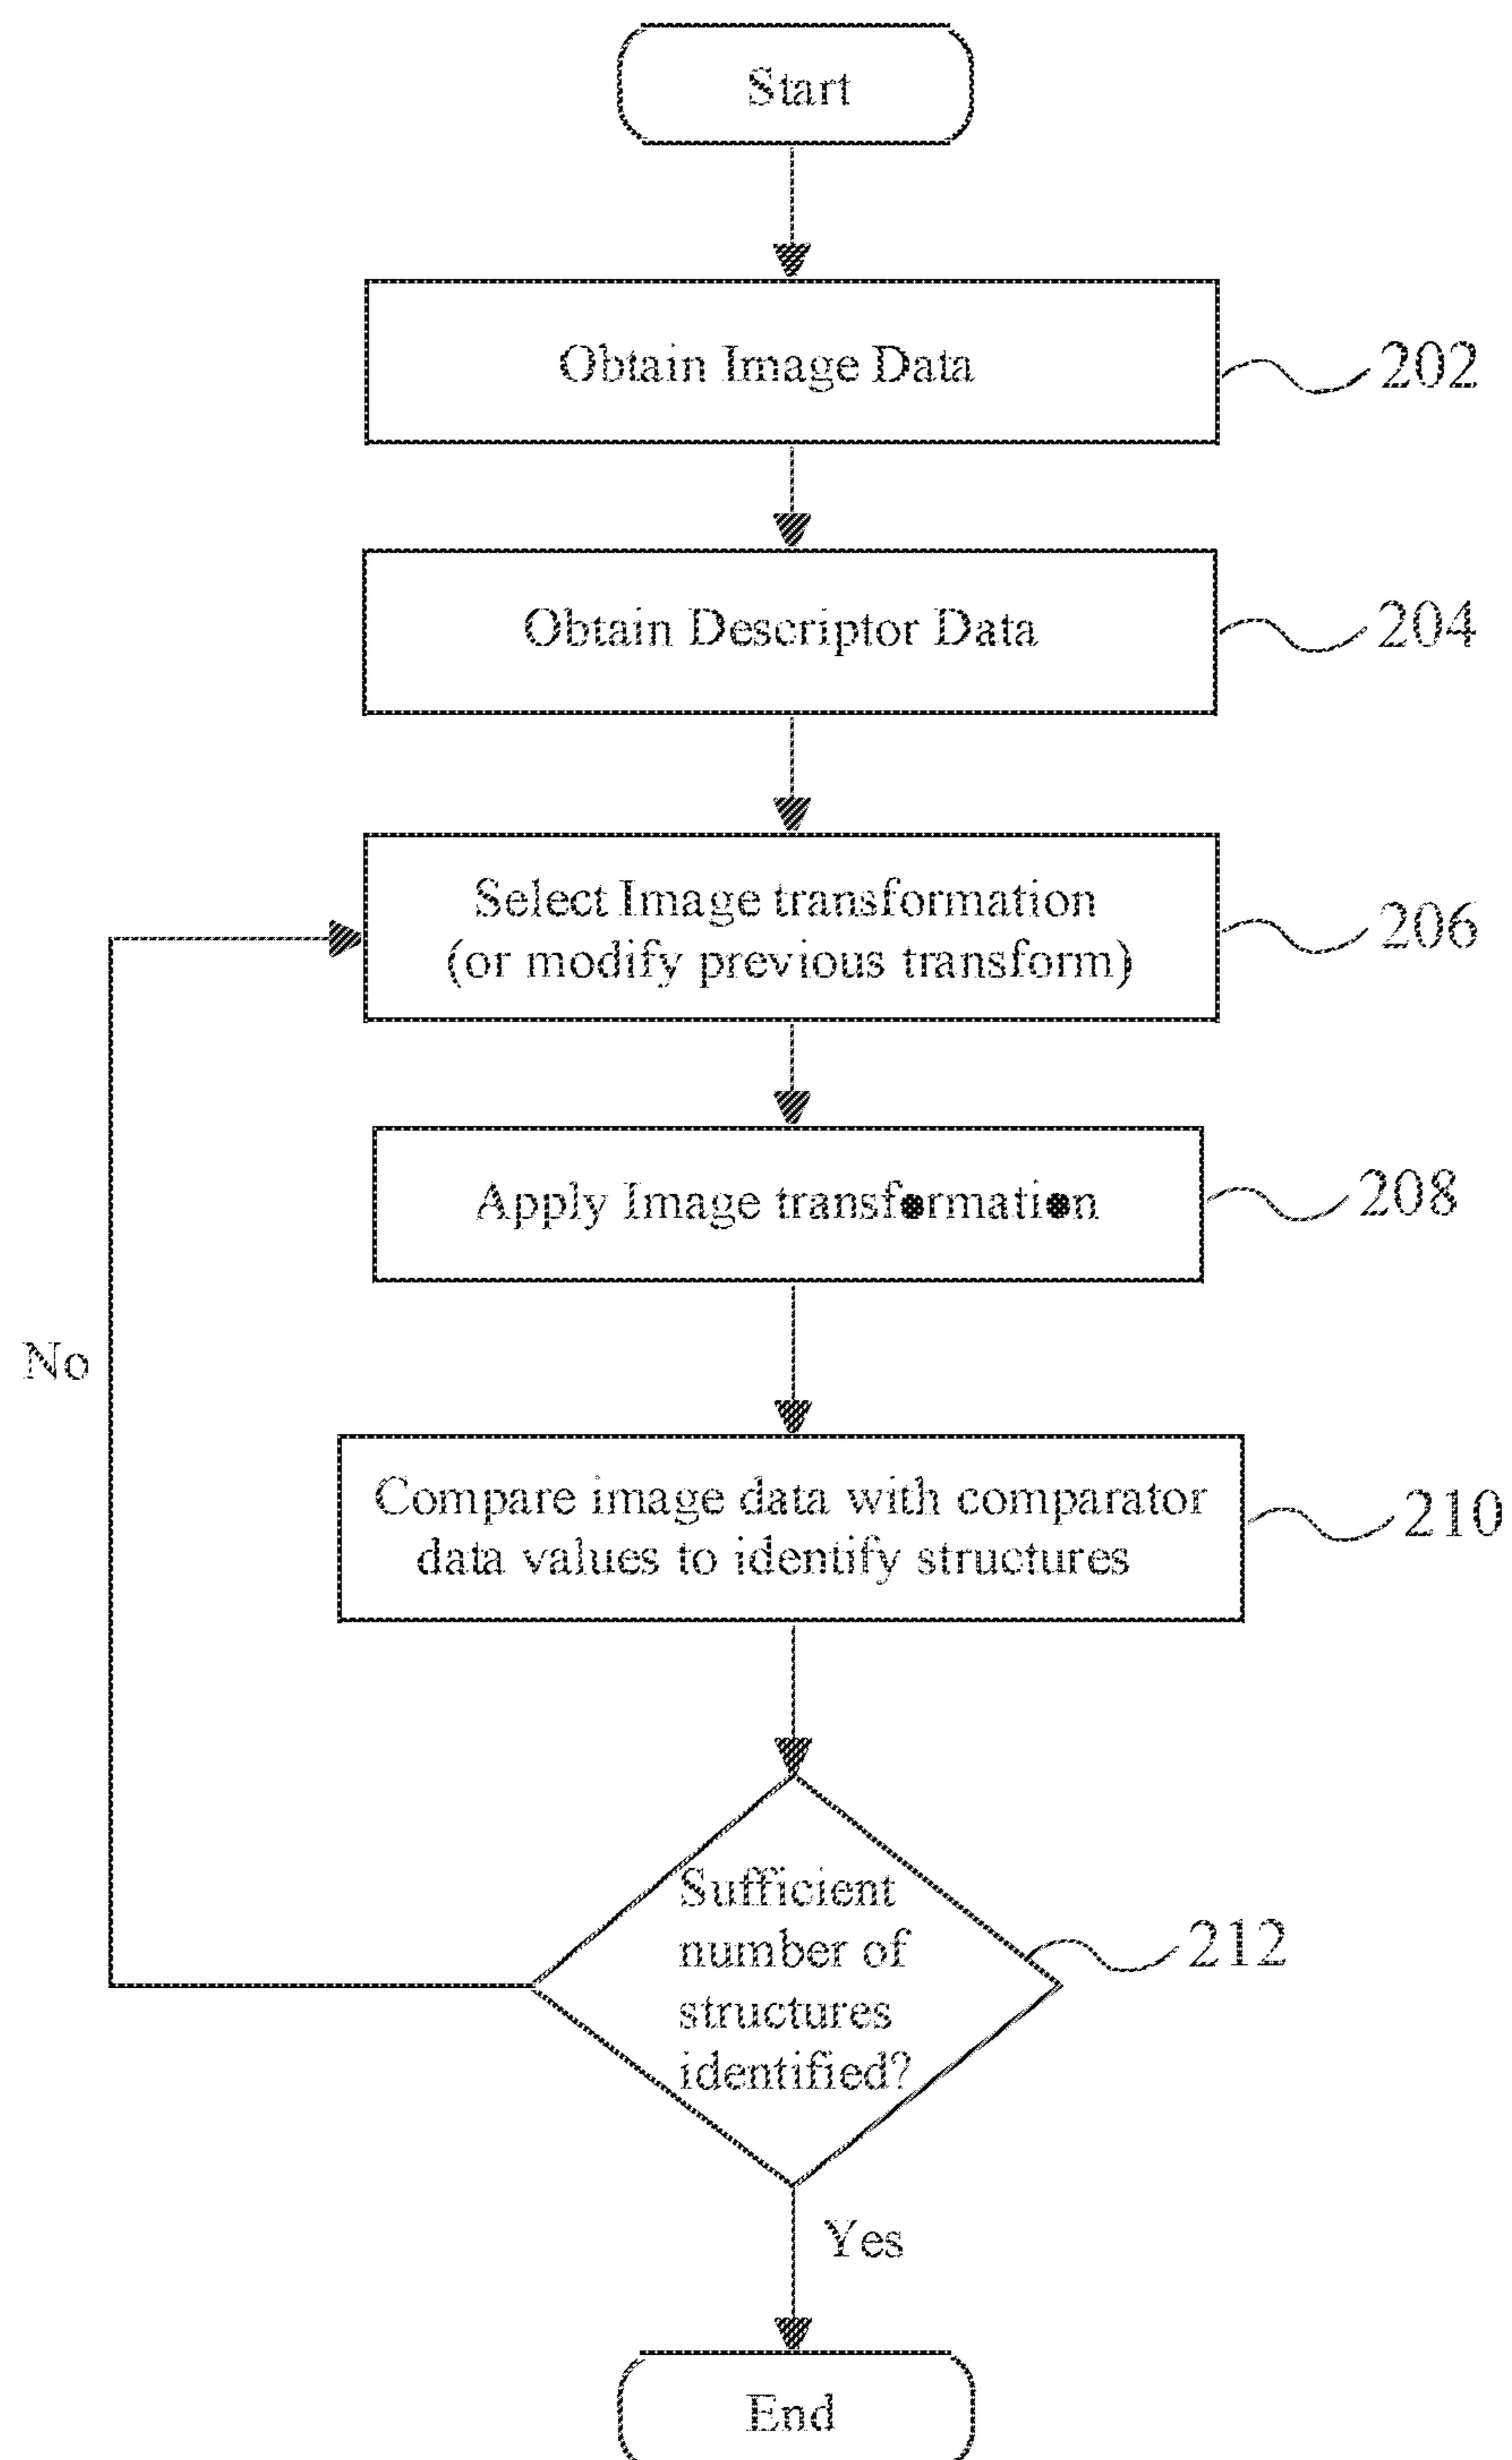 Start
Obtain Image Data
202
Obtain Descriptor Data
204
Select Image transformation
(or modify previous transform)
206
Apply Image transformation
208
No
Compare image data with comparator
data values to identify structures
210
Sufficient
number of
structures
identified?
212
Yes
End